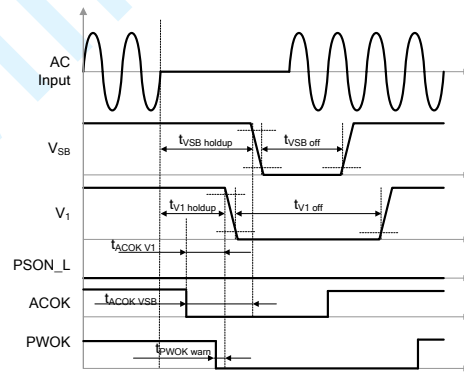 AC
Input
VSB
tVSB holdup
tVSB off
V1
tV1 holdup
tV1 off
tACOK V1
PSON_L
ACOK
tACOK VSB
PWOK
tPWOK warn